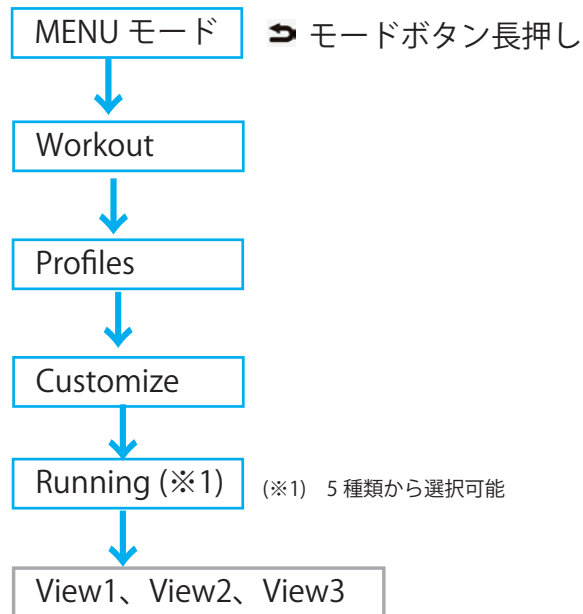 MENU モード モードボタン長押し
Workout
Profiles
Customize
Running (※1) (※1) 5 種類から選択可能
View1、View2、View3